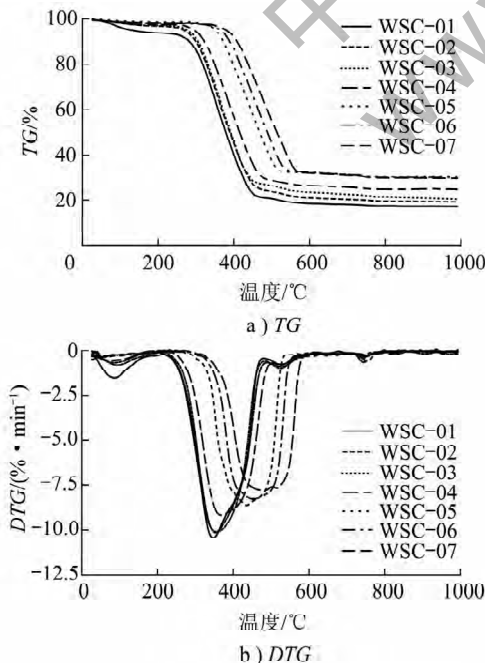 100
80
60
40
20
TG/%
WSC-01
WSC-02
WSC-03
WSC-04
WSC-05
WSC-06
WSC-07
0 200 400 600 800 1000
温度/℃
a ) TG
0
-2.5
-5.0
-7.5
-10.0
-12.5
DTG/(% • min⁻¹)
WSC-01
WSC-02
WSC-03
WSC-04
WSC-05
WSC-06
WSC-07
0 200 400 600 800 1000
温度/℃
b ) DTG